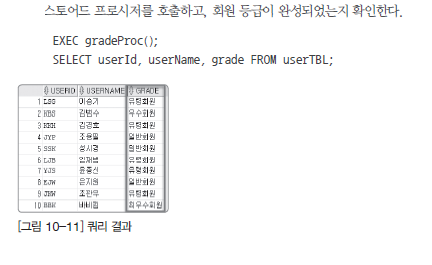 스토어드 프로시저를 호출하고, 회원 등급이 완성되었는지 확인한다.
EXEC gradeProc();
SELECT userId, userName, grade FROM userTBL;
USERID USERNAME GRADE
1 LSG 이승기 유령회원
2 KBS 김범수 우수회원
3 KKH 김경호 유령회원
4 JYP 조용필 일반회원
5 SSK 성시경 일반회원
6 LJB 임재범 유령회원
7 YJS 윤종신 유령회원
8 EJW 은지원 일반회원
9 JKW 조관우 유령회원
10 BBK 바비킴 최우수회원
[그림 10-11] 쿼리 결과